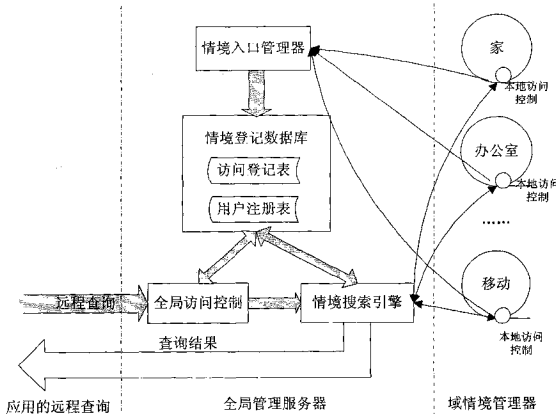 情境入口管理器
家
本地访问
控制
情境登记数据库
访问登记表
用户注册表
办公室
本地访问
控制
......
移动
远程查询
全局访问控制
情境搜索引擎
本地访问
控制
查询结果
应用的远程查询
全局管理服务器
域情境管理器